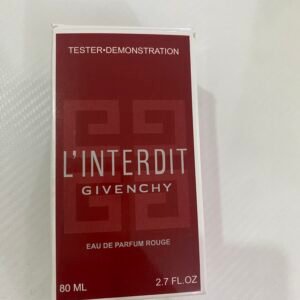 TESTER•DEMONSTRATION
L'INTERDIT
GIVENCHY
EAU DE PARFUM ROUGE
80 ML 2.7 FL.OZ